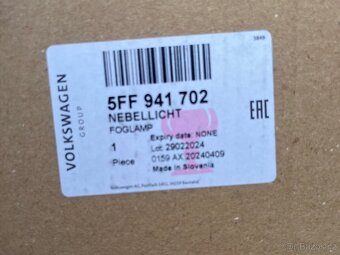 3849
VOLKSWAGEN
GROUP
5FF 941 702
NEBELLICHT
FOGLAMP
EAC
Expiry date: NONE
1 Lot: 29022024
Piece 0159 AX 20240409
Made in Slovenia